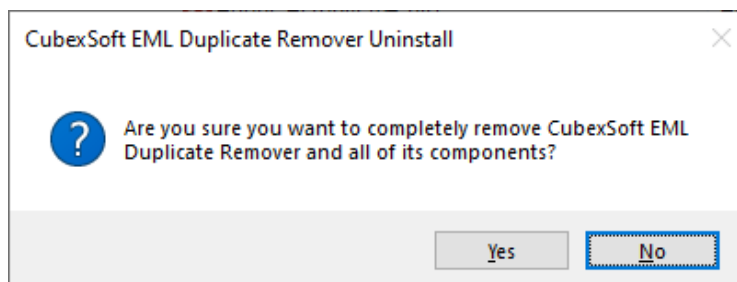 CubexSoft EML Duplicate Remover Uninstall
Are you sure you want to completely remove CubexSoft EML
Duplicate Remover and all of its components?
Yes
No